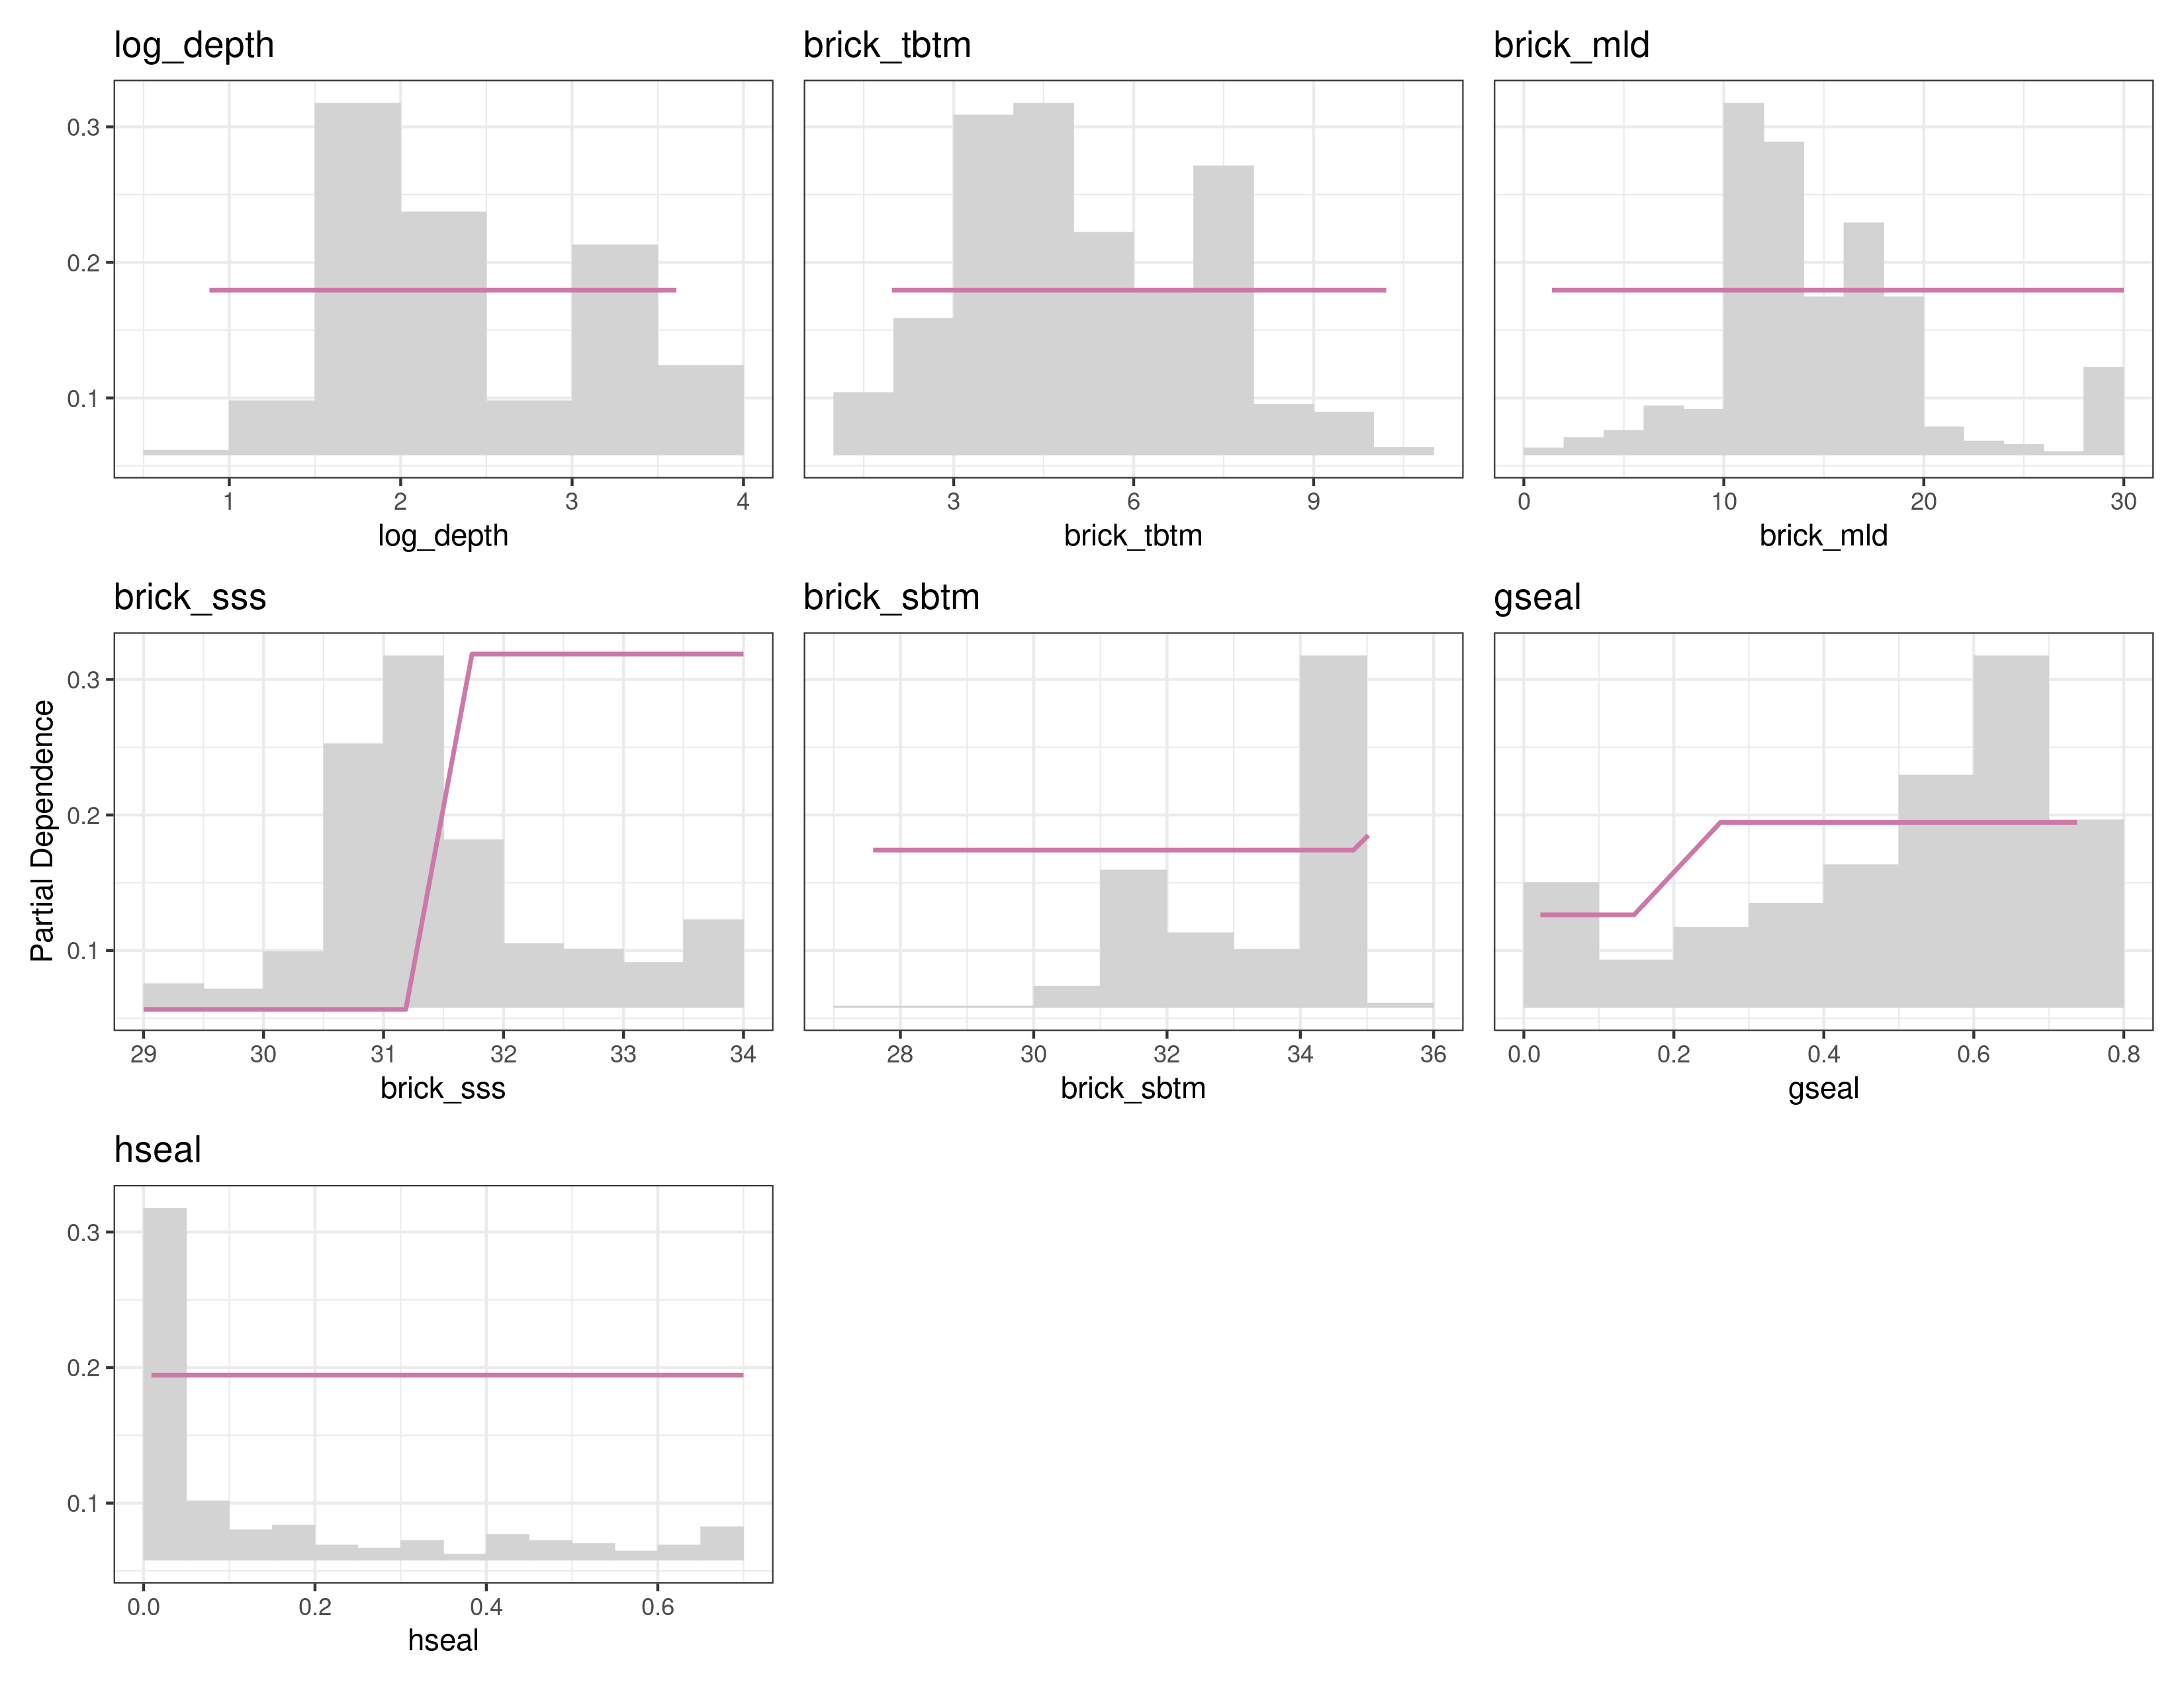 log_depth
brick_tbtm
brick_mld
0.3
0.2
0.1
1 2 3 4
3 6 9
0 10 20 30
log_depth
brick_tbtm
brick_mld
brick_sss
brick_sbtm
gseal
Partial Dependence
0.3
0.2
0.1
29 30 31 32 33 34
28 30 32 34 36
0.0 0.2 0.4 0.6 0.8
brick_sss
brick_sbtm
gseal
hseal
0.3
0.2
0.1
0.0 0.2 0.4 0.6
hseal